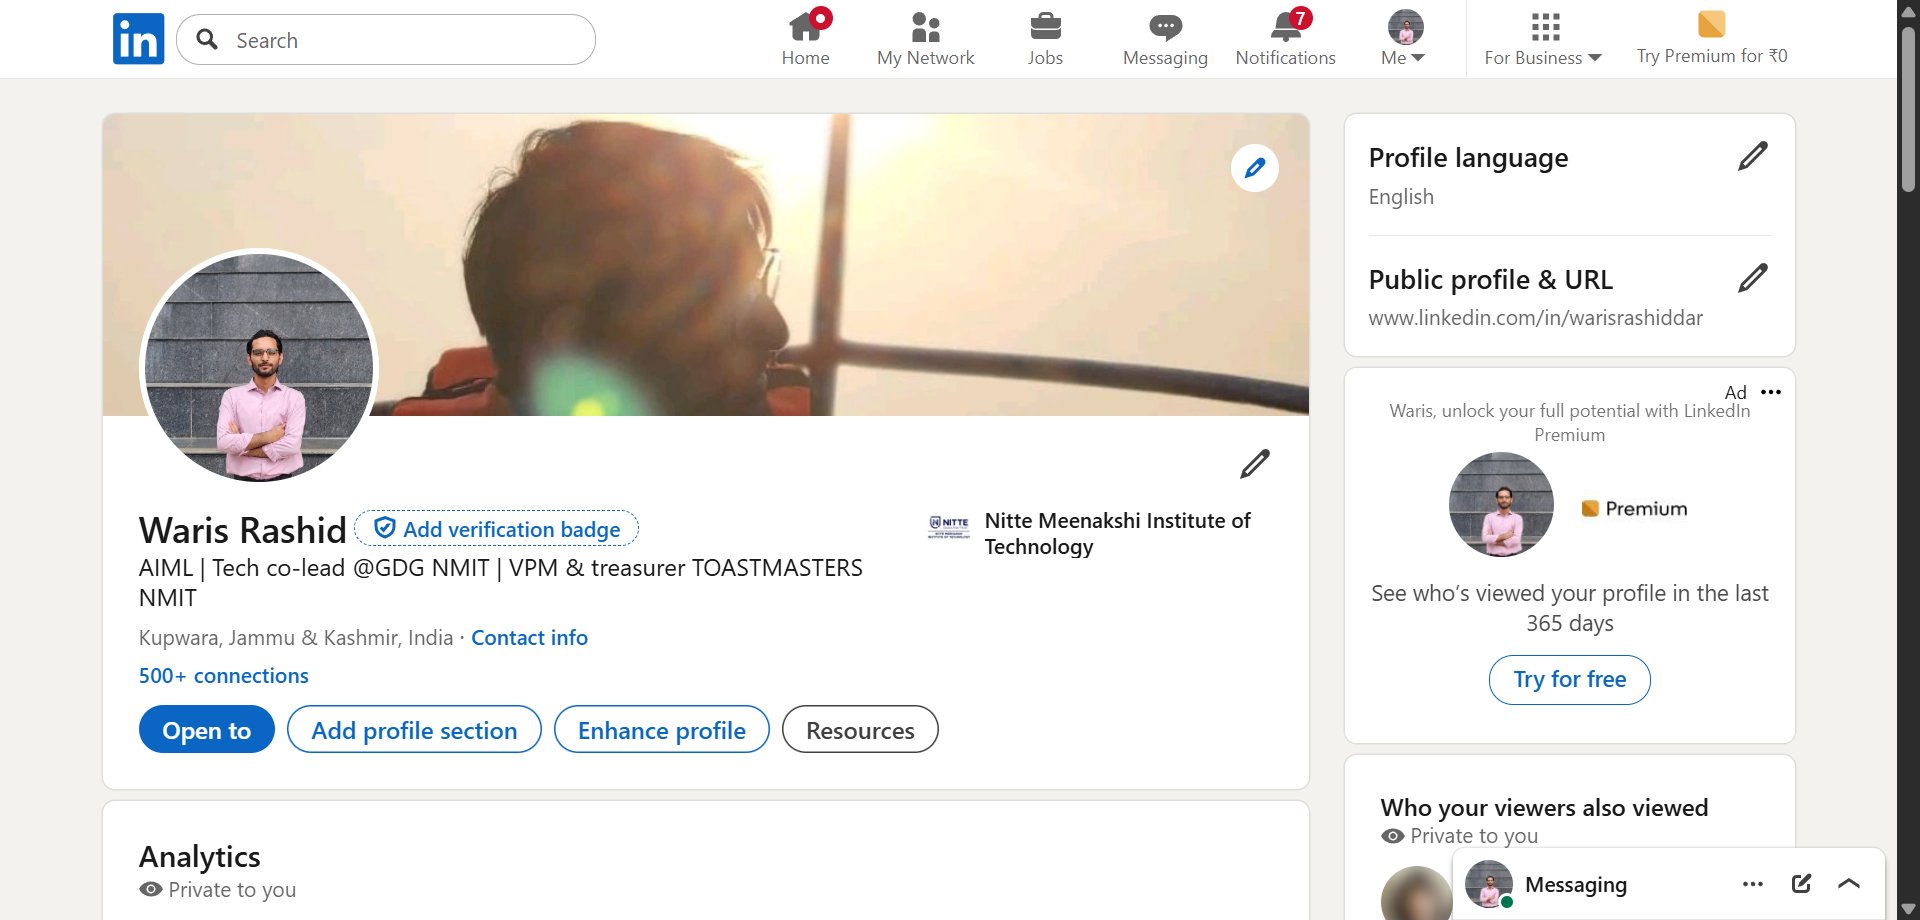 in
Search
Home
My Network
Jobs
Messaging
7
Notifications
Me
For Business
Try Premium for ₹0
Waris Rashid
Add verification badge
AIML | Tech co-lead @GDG NMIT | VPM & treasurer TOASTMASTERS
NMIT
Kupwara, Jammu & Kashmir, India · Contact info
500+ connections
Open to
Add profile section
Enhance profile
Resources
NITTE
Nitte Meenakshi Institute of
Technology
Analytics
Private to you
Profile language
English
Public profile & URL
www.linkedin.com/in/warisrashiddar
Ad
Waris, unlock your full potential with LinkedIn
Premium
Premium
See who's viewed your profile in the last
365 days
Try for free
Who your viewers also viewed
Private to you
Messaging